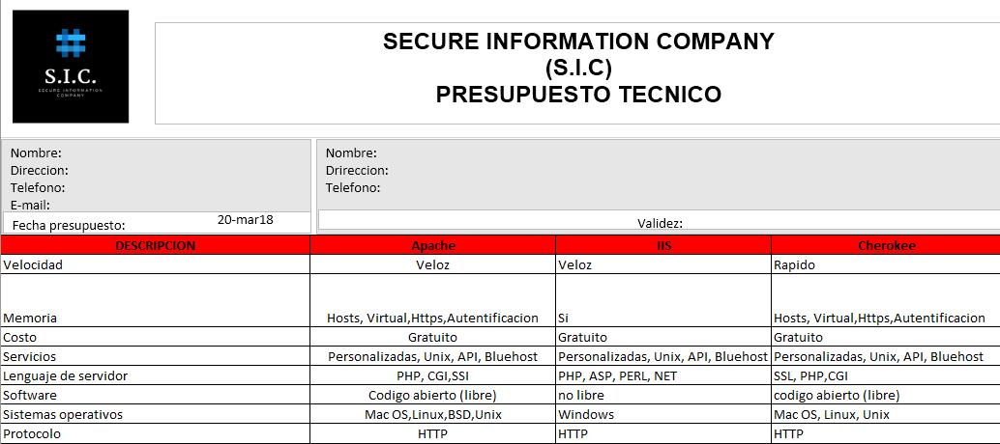 S.I.C.
SECURE INFORMATION
COMPANY
SECURE INFORMATION COMPANY
(S.I.C)
PRESUPUESTO TECNICO
Nombre:
Direccion:
Telefono:
E-mail:
Fecha presupuesto: 20-mar18
Nombre:
Drireccion:
Telefono:
Validez:
DESCRIPCION Apache IIS Cherokee
Velocidad Veloz Veloz Rapido
Memoria Hosts, Virtual,Https,Autentificacion Si Hosts, Virtual,Https,Autentificacion
Costo Gratuito Gratuito Gratuito
Servicios Personalizadas, Unix, API, Bluehost Personalizadas, Unix, API, Bluehost Personalizadas, Unix, API, Bluehost
Lenguaje de servidor PHP, CGI,SSI PHP, ASP, PERL, NET SSL, PHP,CGI
Software Codigo abierto (libre) no libre codigo abierto (libre)
Sistemas operativos Mac OS,Linux,BSD,Unix Windows Mac OS, Linux, Unix
Protocolo HTTP HTTP HTTP